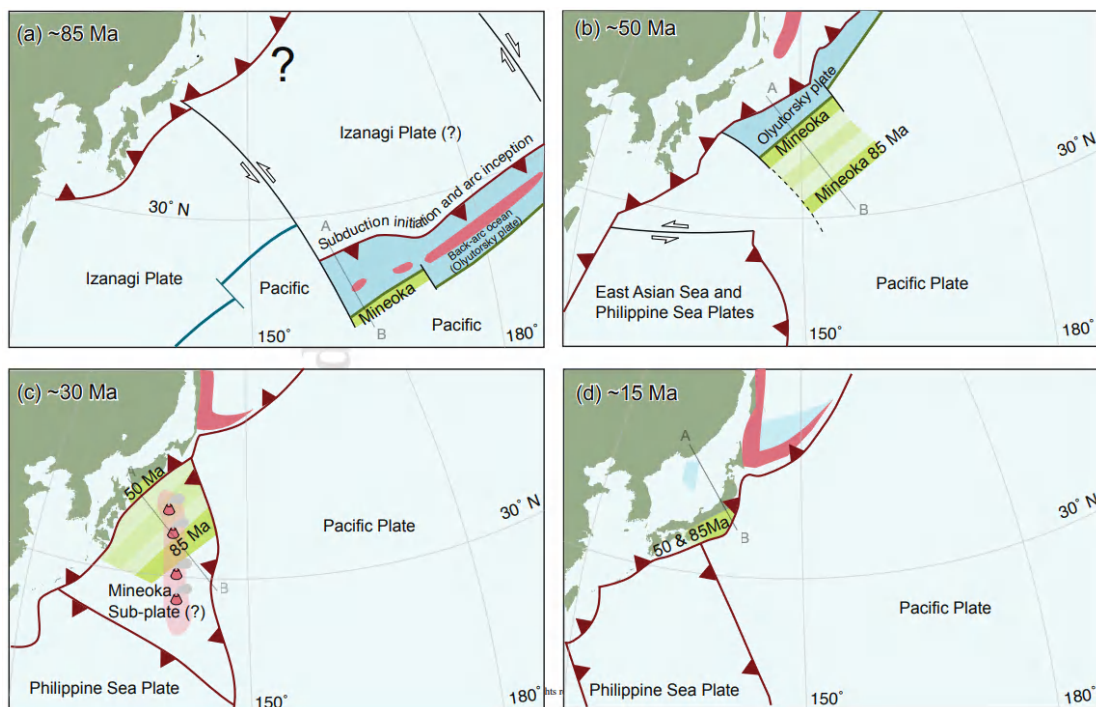 (a) ~85 Ma
?
Izanagi Plate (?)
Subduction initiation and arc inception
A
30° N
Back-arc ocean
(Olyutorsky plate)
Izanagi Plate
Pacific
Mineoka
B
Pacific
150°
180°
(b) ~50 Ma
A
Olyutorsky plate
Mineoka
Mineoka 85 Ma
30° N
B
East Asian Sea and
Philippine Sea Plates
Pacific Plate
150°
180°
(c) ~30 Ma
50 Ma
30° N
Pacific Plate
85 Ma
Mineoka
Sub-plate (?)
B
Philippine Sea Plate
150°
180°
(d) ~15 Ma
A
30° N
50 & 85Ma
B
Pacific Plate
Philippine Sea Plate
150°
180°